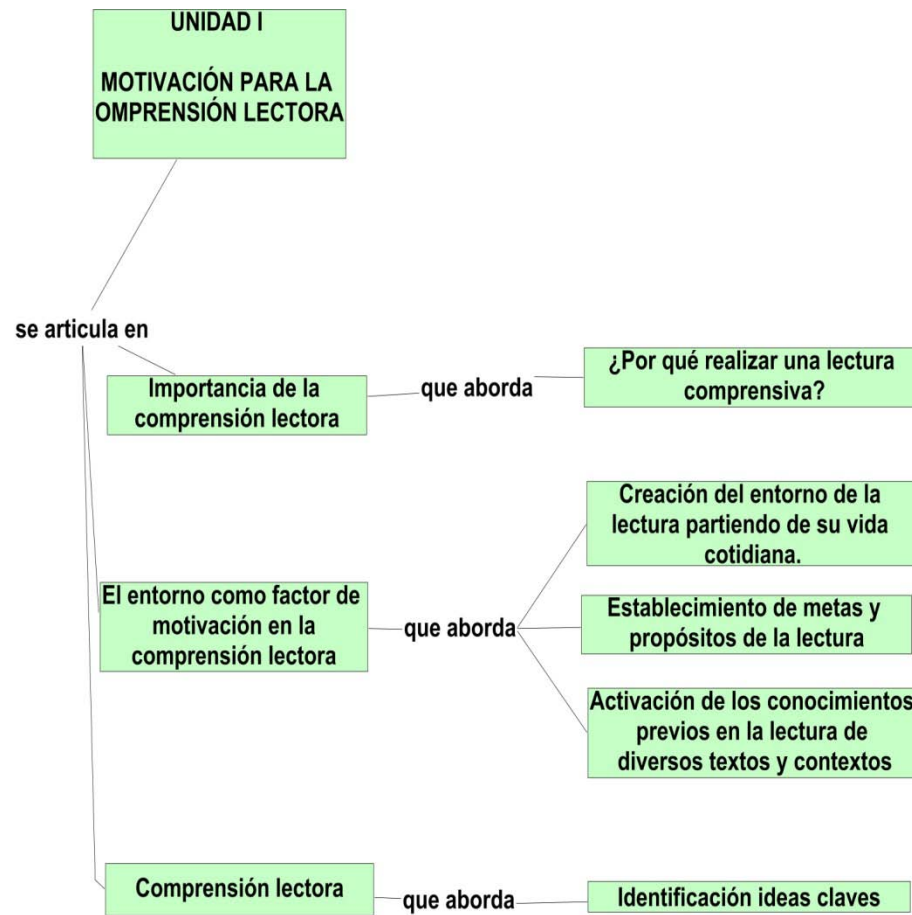 UNIDAD I
MOTIVACIÓN PARA LA
OMPRENSIÓN LECTORA
se articula en
Importancia de la
comprensión lectora
que aborda
¿Por qué realizar una lectura
comprensiva?
El entorno como factor de
motivación en la
comprensión lectora
que aborda
Creación del entorno de la
lectura partiendo de su vida
cotidiana.
Establecimiento de metas y
propósitos de la lectura
Activación de los conocimientos
previos en la lectura de
diversos textos y contextos
Comprensión lectora
que aborda
Identificación ideas claves